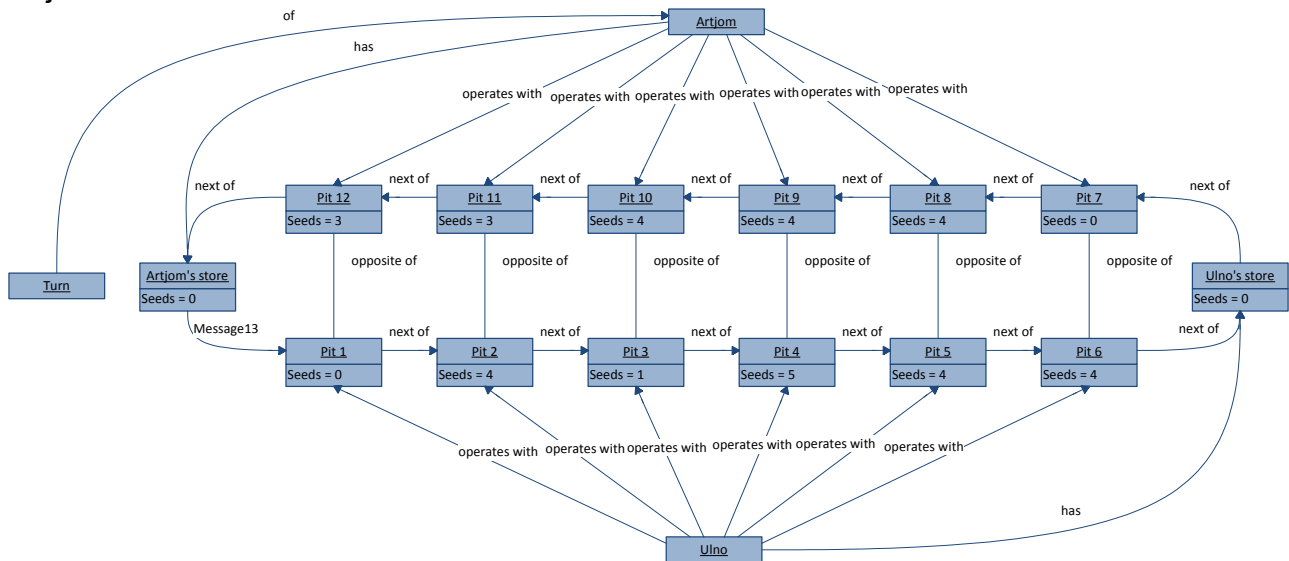 of
Artjom
has
operates with operates with operates with operates with operates with operates with
next of
Pit 12
next of
Pit 11
next of
Pit 10
next of
Pit 9
next of
Pit 8
next of
Pit 7
next of
Seeds = 3
Seeds = 3
Seeds = 4
Seeds = 4
Seeds = 4
Seeds = 0
opposite of
opposite of
opposite of
opposite of
opposite of
opposite of
Turn
Artjom's store
Seeds = 0
Ulno's store
Seeds = 0
Message13
next of
next of
next of
next of
next of
next of
Pit 1
Pit 2
Pit 3
Pit 4
Pit 5
Pit 6
Seeds = 0
Seeds = 4
Seeds = 1
Seeds = 5
Seeds = 4
Seeds = 4
operates with operates with operates with operates with operates with operates with
has
Ulno